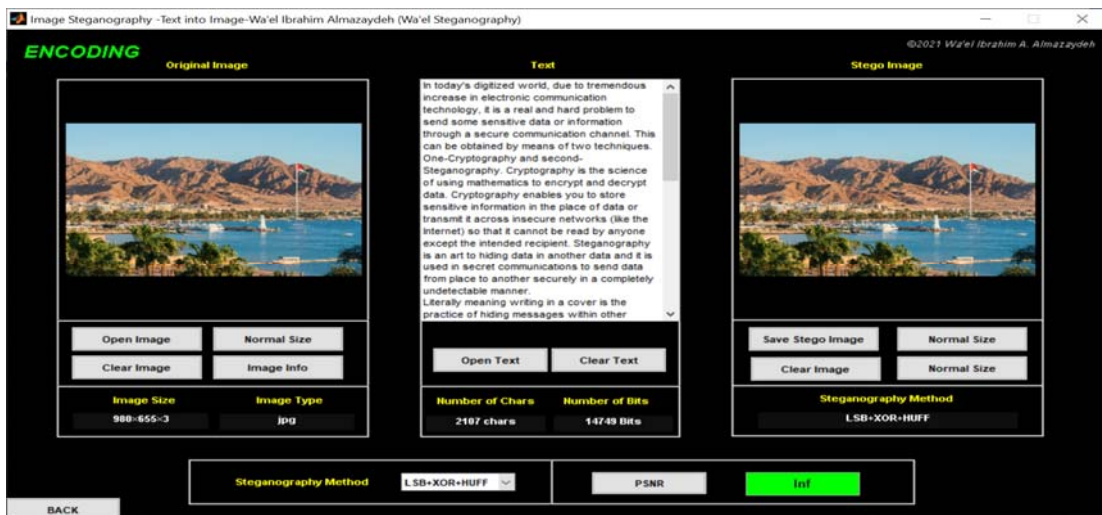 Image Steganography -Text into Image-Wa'el Ibrahim Almazaydeh (Wa'el Steganography)
©2021 Wa'el Ibrahim A. Almazaydeh
ENCODING
Original Image
Text
Stego Image
In today's digitized world, due to tremendous
increase in electronic communication
technology, it is a real and hard problem to
send some sensitive data or information
through a secure communication channel. This
can be obtained by means of two techniques.
One-Cryptography and second-
Steganography. Cryptography is the science
of using mathematics to encrypt and decrypt
data. Cryptography enables you to store
sensitive information in the place of data or
transmit it across insecure networks (like the
Internet) so that it cannot be read by anyone
except the intended recipient. Steganography
is an art to hiding data in another data and it is
used in secret communications to send data
from place to another securely in a completely
undetectable manner.
Literally meaning writing in a cover is the
practice of hiding messages within other
Open Image Normal Size
Clear Image Image Info
Open Text Clear Text
Save Stego Image Normal Size
Clear Image Normal Size
Image Size Image Type
980×655×3 jpg
Number of Chars Number of Bits
2107 chars 14749 Bits
Steganography Method
LSB+XOR+HUFF
Steganography Method LSB+XOR+HUFF PSNR Inf
BACK